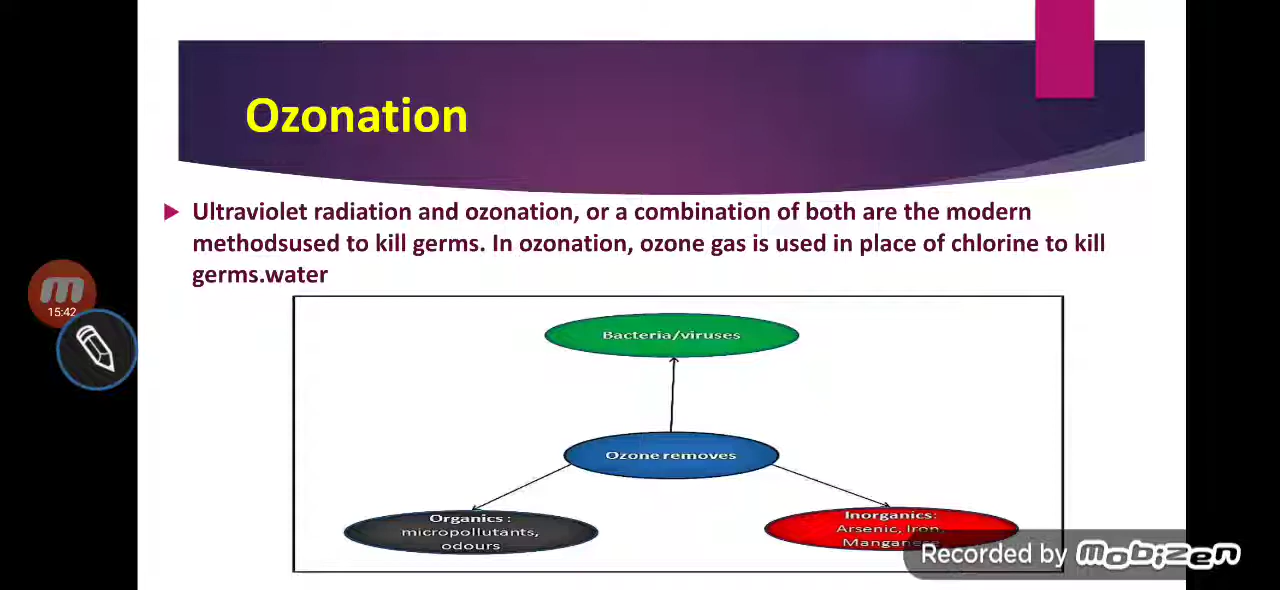 Ozonation
Ultraviolet radiation and ozonation, or a combination of both are the modern
methodsused to kill germs. In ozonation, ozone gas is used in place of chlorine to kill
germs.water
15:42
Bacteria/viruses
Ozone removes
Organics :
micropollutants,
odours
Inorganics:
Arsenic, Iron,
Recorded by mobizen